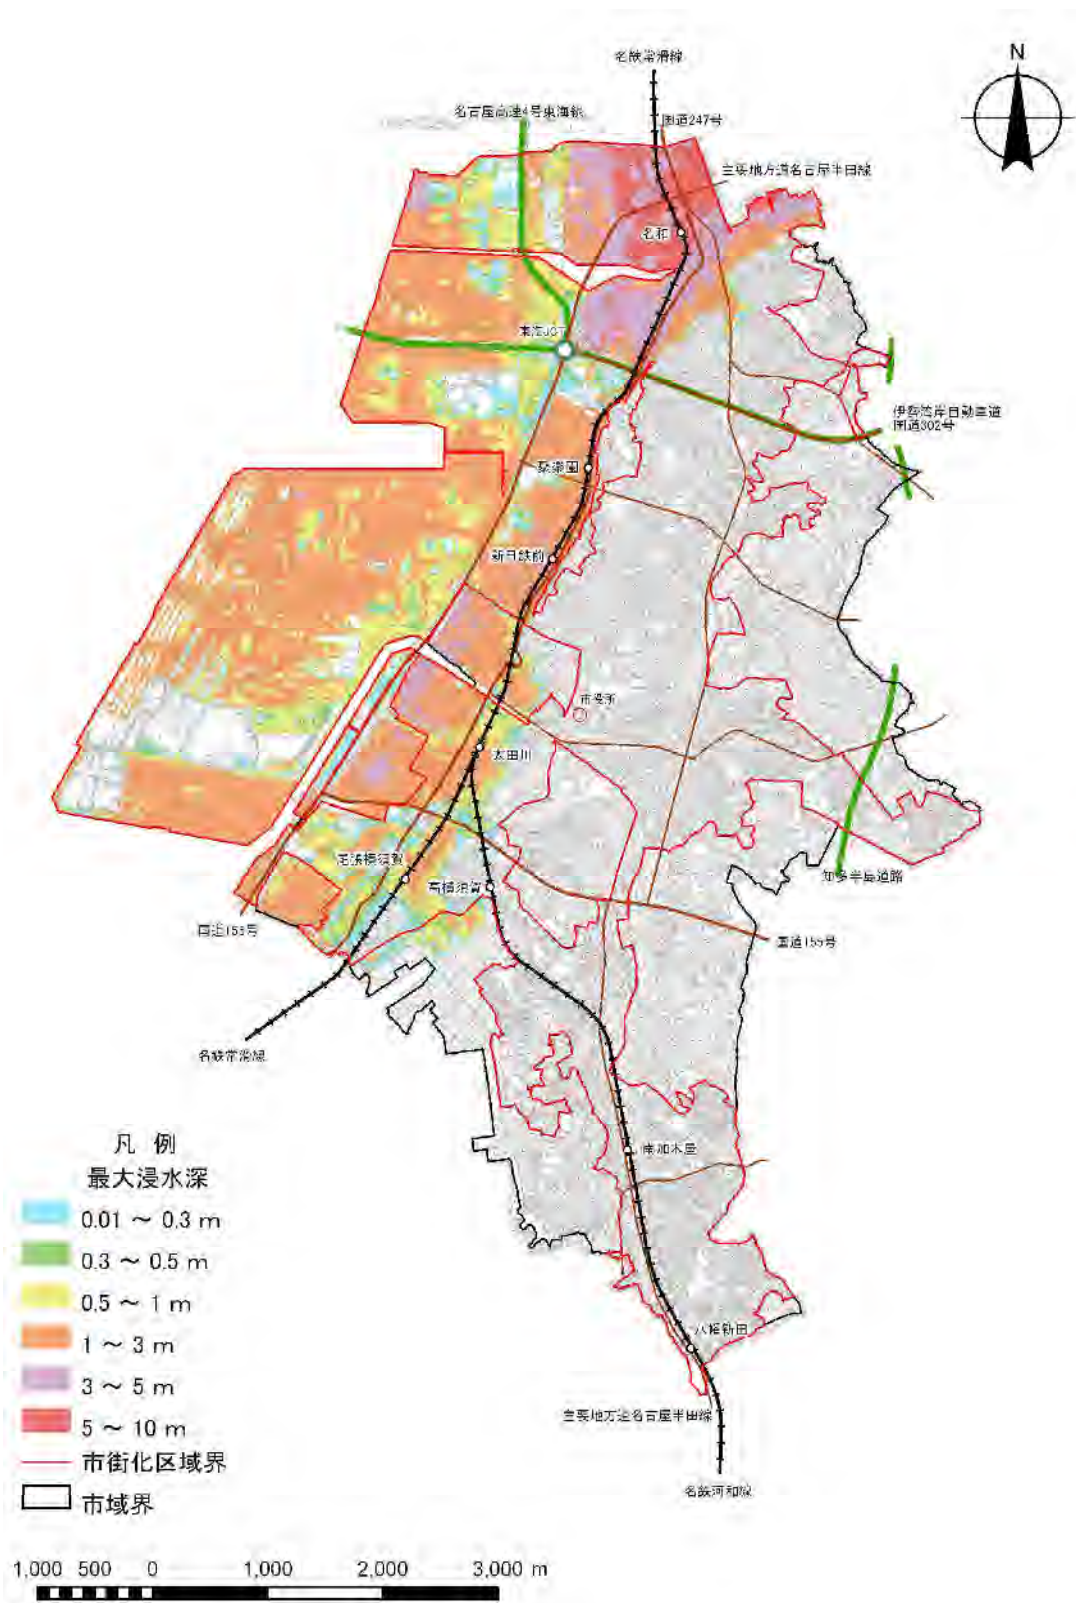 名鉄常滑線
N
名古屋高速4号東海線
国道247号
主要地方道名古屋半田線
名和
東海JCT
伊勢湾岸自動車道
国道302号
聚楽園
新日鉄前
市役所
太田川
尾張横須賀
高横須賀
知多半島道路
国道155号
国道155号
名鉄常滑線
南加木屋
八幡新田
主要地方道名古屋半田線
名鉄河和線
凡 例
最大浸水深
0.01 ～ 0.3 m
0.3 ～ 0.5 m
0.5 ～ 1 m
1 ～ 3 m
3 ～ 5 m
5 ～ 10 m
市街化区域界
市域界
1,000 500 0 1,000 2,000 3,000 m